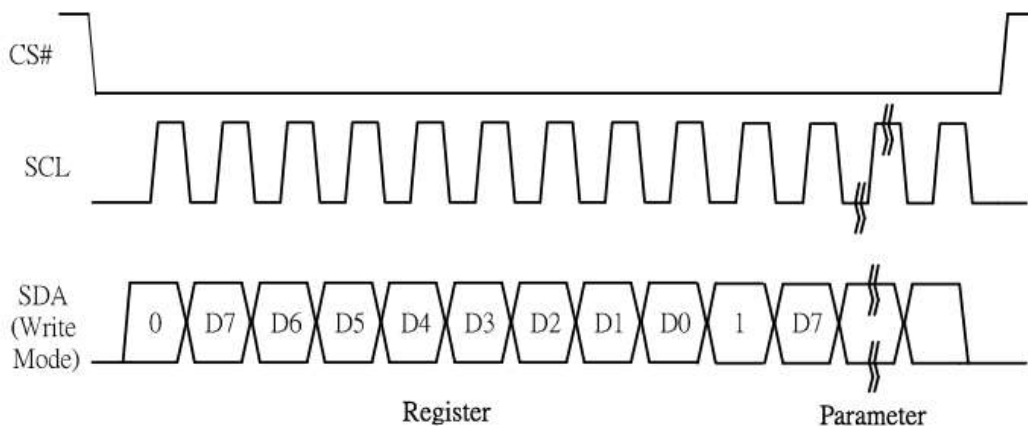 CS#
SCL
SDA
(Write
Mode)
0 D7 D6 D5 D4 D3 D2 D1 D0 1 D7
Register Parameter